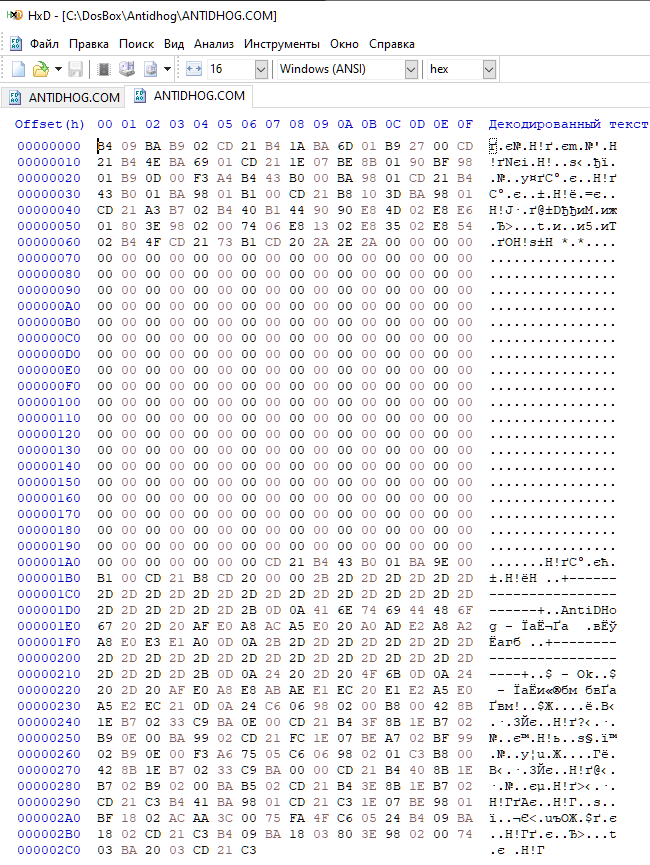 HxD - [C:\DosBox\Antidhog\ANTIDHOG.COM]
Файл Правка Поиск Вид Анализ Инструменты Окно Справка
16 Windows (ANSI) hex
ANTIDHOG.COM ANTIDHOG.COM
Offset(h) 00 01 02 03 04 05 06 07 08 09 0A 0B 0C 0D 0E 0F Декодированный текст
00000000 B4 09 BA B9 02 CD 21 B4 1A BA 6D 01 B9 27 00 CD ґ.є№.Н!ґ.єm.№'.Н
00000010 21 B4 4E BA 69 01 CD 21 1E 07 BE 8B 01 90 BF 98 !ґNєi.Н!..ѕ‹.ђї.
00000020 01 B9 0D 00 F3 A4 B4 43 B0 00 BA 98 01 CD 21 B4 .№..у¤ґC°.є..Н!ґ
00000030 43 B0 01 BA 98 01 B1 00 CD 21 B8 10 3D BA 98 01 C°.є..±.Н!ё.=є..
00000040 CD 21 A3 B7 02 B4 40 B1 44 90 90 E8 4D 02 E8 E6 Н!Ј·.ґ@±DђђиM.иж
00000050 01 80 3E 98 02 00 74 06 E8 13 02 E8 35 02 E8 54 .Ђ>...t.и..и5.иT
00000060 02 B4 4F CD 21 73 B1 CD 20 2A 2E 2A 00 00 00 00 .ґOН!s±Н *.*....
00000070 00 00 00 00 00 00 00 00 00 00 00 00 00 00 00 00 ................
00000080 00 00 00 00 00 00 00 00 00 00 00 00 00 00 00 00 ................
00000090 00 00 00 00 00 00 00 00 00 00 00 00 00 00 00 00 ................
000000A0 00 00 00 00 00 00 00 00 00 00 00 00 00 00 00 00 ................
000000B0 00 00 00 00 00 00 00 00 00 00 00 00 00 00 00 00 ................
000000C0 00 00 00 00 00 00 00 00 00 00 00 00 00 00 00 00 ................
000000D0 00 00 00 00 00 00 00 00 00 00 00 00 00 00 00 00 ................
000000E0 00 00 00 00 00 00 00 00 00 00 00 00 00 00 00 00 ................
000000F0 00 00 00 00 00 00 00 00 00 00 00 00 00 00 00 00 ................
00000100 00 00 00 00 00 00 00 00 00 00 00 00 00 00 00 00 ................
00000110 00 00 00 00 00 00 00 00 00 00 00 00 00 00 00 00 ................
00000120 00 00 00 00 00 00 00 00 00 00 00 00 00 00 00 00 ................
00000130 00 00 00 00 00 00 00 00 00 00 00 00 00 00 00 00 ................
00000140 00 00 00 00 00 00 00 00 00 00 00 00 00 00 00 00 ................
00000150 00 00 00 00 00 00 00 00 00 00 00 00 00 00 00 00 ................
00000160 00 00 00 00 00 00 00 00 00 00 00 00 00 00 00 00 ................
00000170 00 00 00 00 00 00 00 00 00 00 00 00 00 00 00 00 ................
00000180 00 00 00 00 00 00 00 00 00 00 00 00 00 00 00 00 ................
00000190 00 00 00 00 00 00 00 00 00 00 00 00 00 00 00 00 ................
000001A0 00 00 00 00 00 00 00 CD 21 B4 43 B0 01 BA 9E 00 .......Н!ґC°.єћ.
000001B0 B1 00 CD 21 B8 CD 20 00 00 2B 2D 2D 2D 2D 2D 2D ±.Н!ёН ..+------
000001C0 2D 2D 2D 2D 2D 2D 2D 2D 2D 2D 2D 2D 2D 2D 2D 2D ----------------
000001D0 2D 2D 2D 2D 2D 2D 2B 0D 0A 41 6E 74 69 44 48 6F ------+..AntiDHo
000001E0 67 20 2D 20 AF E0 A8 AC A5 E0 20 A0 AD E2 A8 A2 g - ЇаЁ¬Ґа  ­вЁў
000001F0 A8 E0 E3 E1 A0 0D 0A 2B 2D 2D 2D 2D 2D 2D 2D 2D Ёагб ..+--------
00000200 2D 2D 2D 2D 2D 2D 2D 2D 2D 2D 2D 2D 2D 2D 2D 2D ----------------
00000210 2D 2D 2D 2D 2B 0D 0A 24 20 2D 20 4F 6B 0D 0A 24 ----+..$ - Ok..$
00000220 20 2D 20 AF E0 A8 E8 AB AE E1 EC 20 E1 E2 A5 E0 - ЇаЁи«®бм бвҐа
00000230 A5 E2 EC 21 0D 0A 24 C6 06 98 02 00 B8 00 42 8B Ґвм!..$Ж....ё.B‹
00000240 1E B7 02 33 C9 BA 0E 00 CD 21 B4 3F 8B 1E B7 02 .·.3Йє..Н!ґ?‹.·.
00000250 B9 0E 00 BA 99 02 CD 21 FC 1E 07 BE A7 02 BF 99 №..є™.Н!ь..ѕ§.ї™
00000260 02 B9 0E 00 F3 A6 75 05 C6 06 98 02 01 C3 B8 00 .№..у¦u.Ж....Гё.
00000270 42 8B 1E B7 02 33 C9 BA 00 00 CD 21 B4 40 8B 1E B‹.·.3Йє..Н!ґ@‹.
00000280 B7 02 B9 02 00 BA B5 02 CD 21 B4 3E 8B 1E B7 02 ·.№..єµ.Н!ґ>‹.·.
00000290 CD 21 C3 B4 41 BA 98 01 CD 21 C3 1E 07 BE 98 01 Н!ГґAє..Н!Г..ѕ..
000002A0 BF 18 02 AC AA 3C 00 75 FA 4F C6 05 24 B4 09 BA ї..¬Є<.uъOЖ.$ґ.є
000002B0 18 02 CD 21 C3 B4 09 BA 18 03 80 3E 98 02 00 74 ..Н!Гґ.є..Ђ>...t
000002C0 03 BA 20 03 CD 21 C3 .є .Н!Г